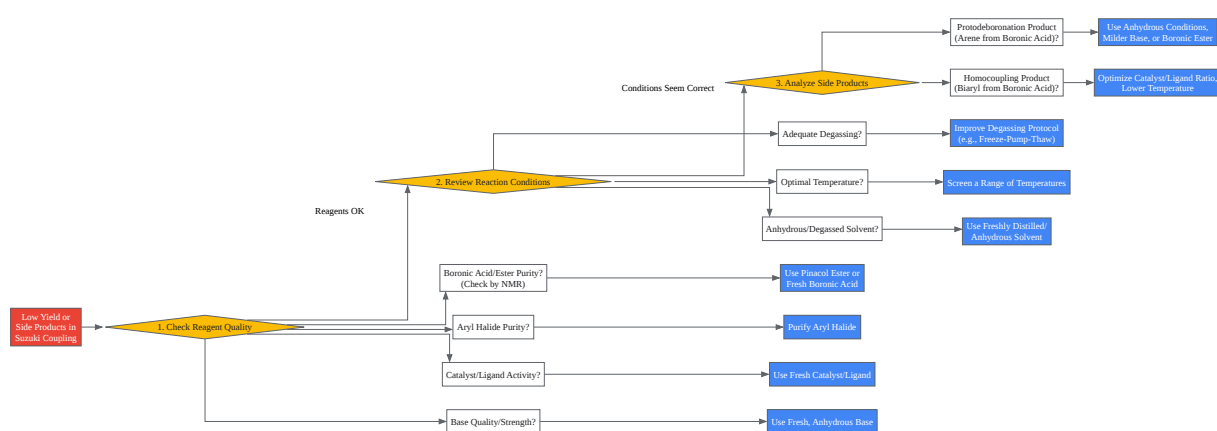 Protodeboronation Product
(Arene from Boronic Acid)?
Use Anhydrous Conditions,
Milder Base, or Boronic Ester
3. Analyze Side Products
Homocoupling Product
(Biaryl from Boronic Acid)?
Optimize Catalyst/Ligand Ratio,
Lower Temperature
Conditions Seem Correct
Adequate Degassing?
Improve Degassing Protocol
(e.g., Freeze-Pump-Thaw)
2. Review Reaction Conditions
Optimal Temperature?
Screen a Range of Temperatures
Reagents OK
Anhydrous/Degassed Solvent?
Use Freshly Distilled/
Anhydrous Solvent
Boronic Acid/Ester Purity?
(Check by NMR)
Use Pinacol Ester or
Fresh Boronic Acid
Low Yield or
Side Products in
Suzuki Coupling
1. Check Reagent Quality
Aryl Halide Purity?
Purify Aryl Halide
Catalyst/Ligand Activity?
Use Fresh Catalyst/Ligand
Base Quality/Strength?
Use Fresh, Anhydrous Base